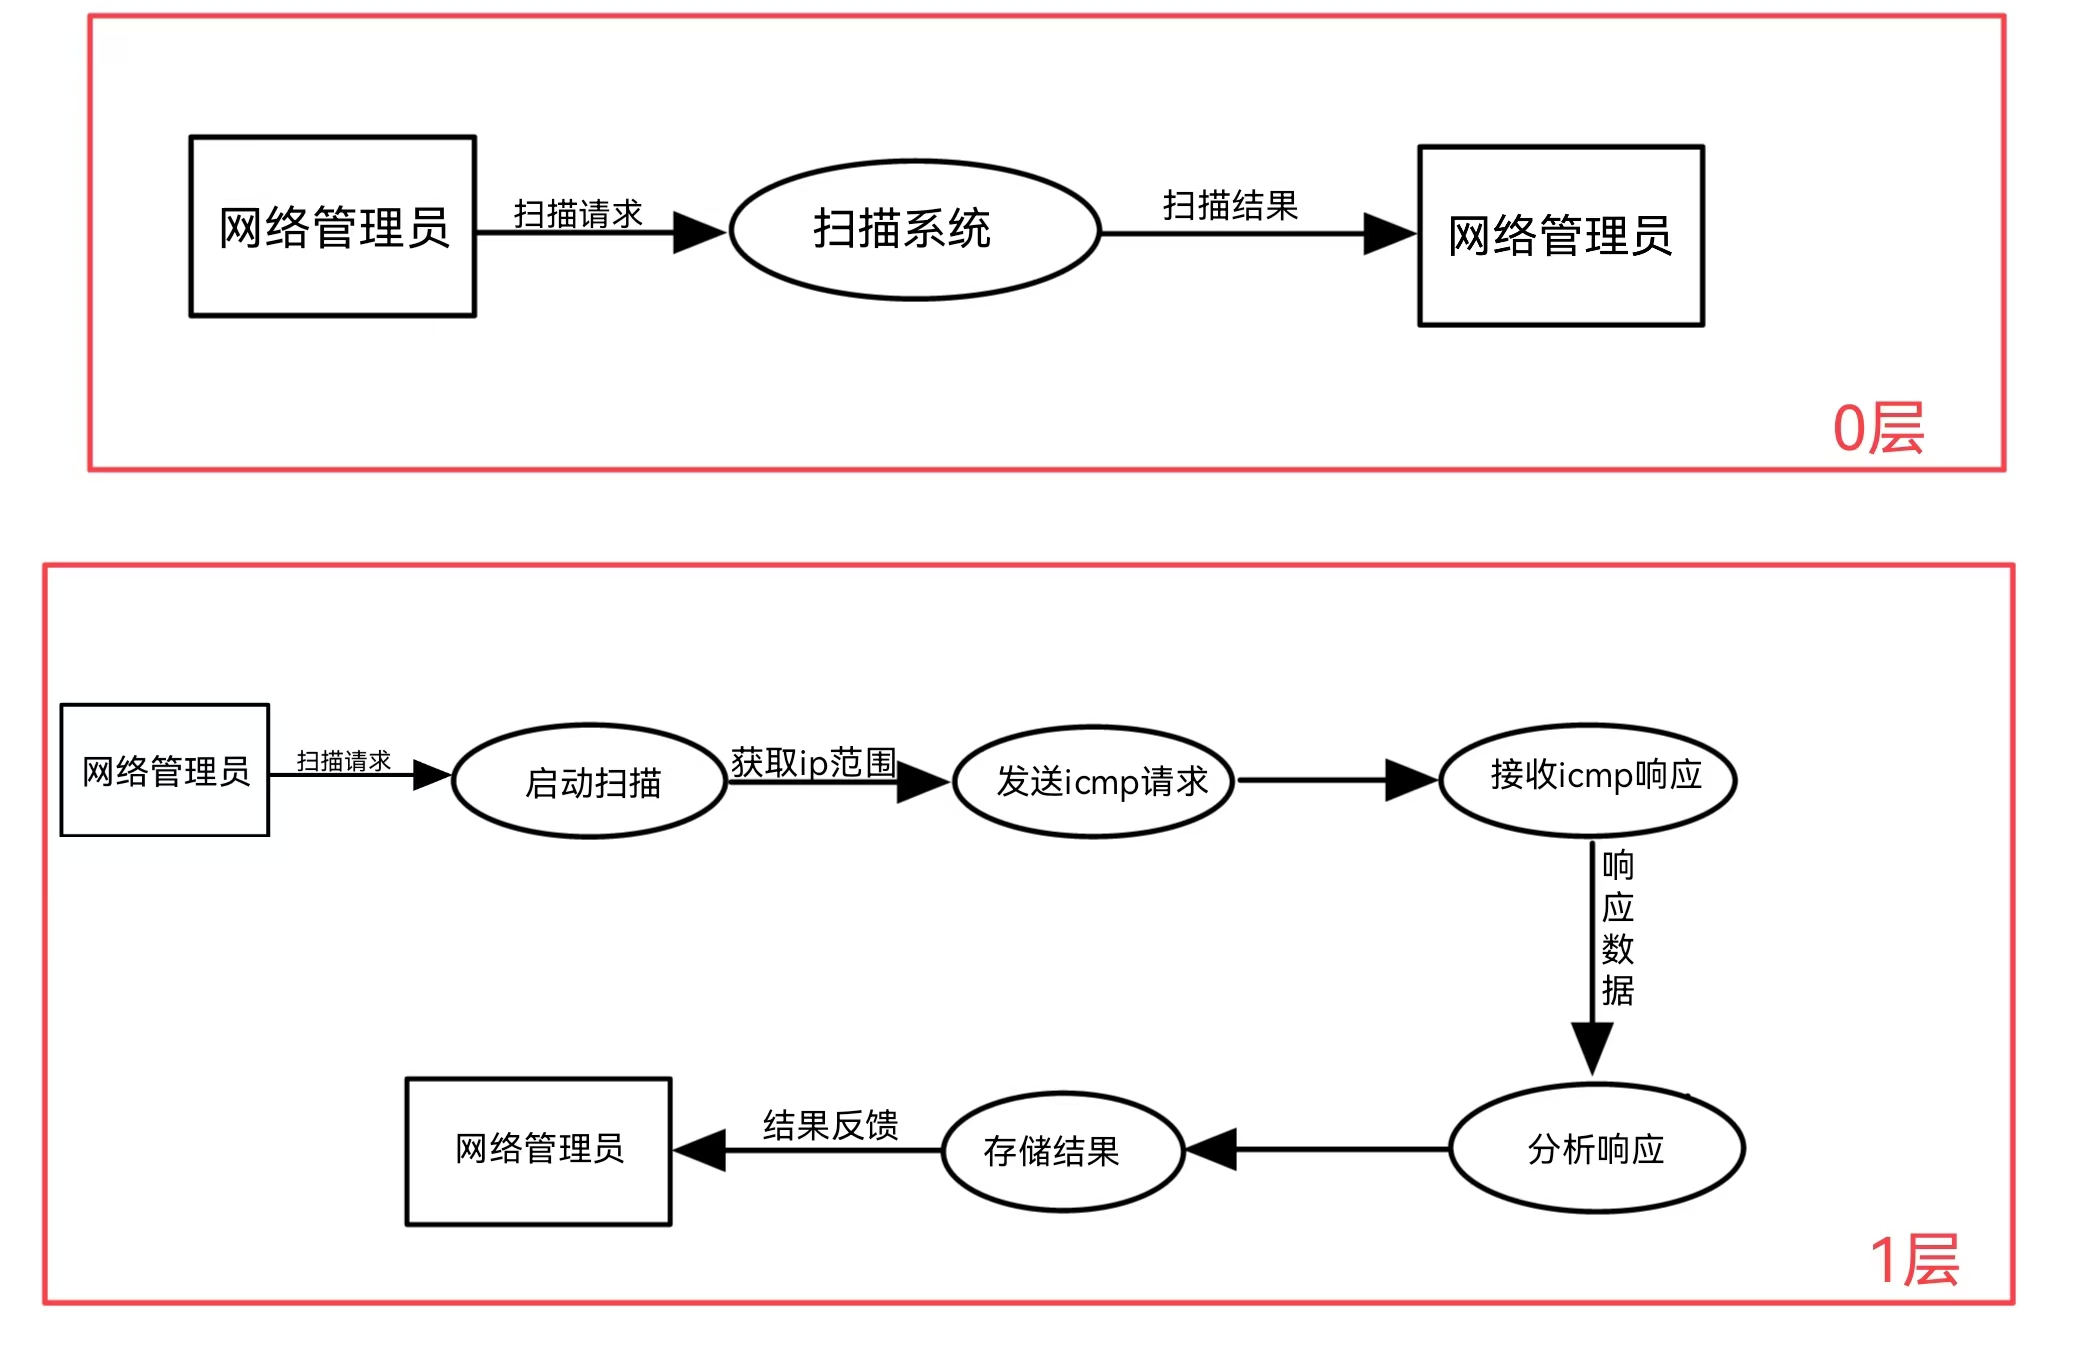 网络管理员
扫描请求
扫描系统
扫描结果
网络管理员
0层
网络管理员
扫描请求
启动扫描
获取ip范围
发送icmp请求
接收icmp响应
响应数据
分析响应
存储结果
结果反馈
网络管理员
1层